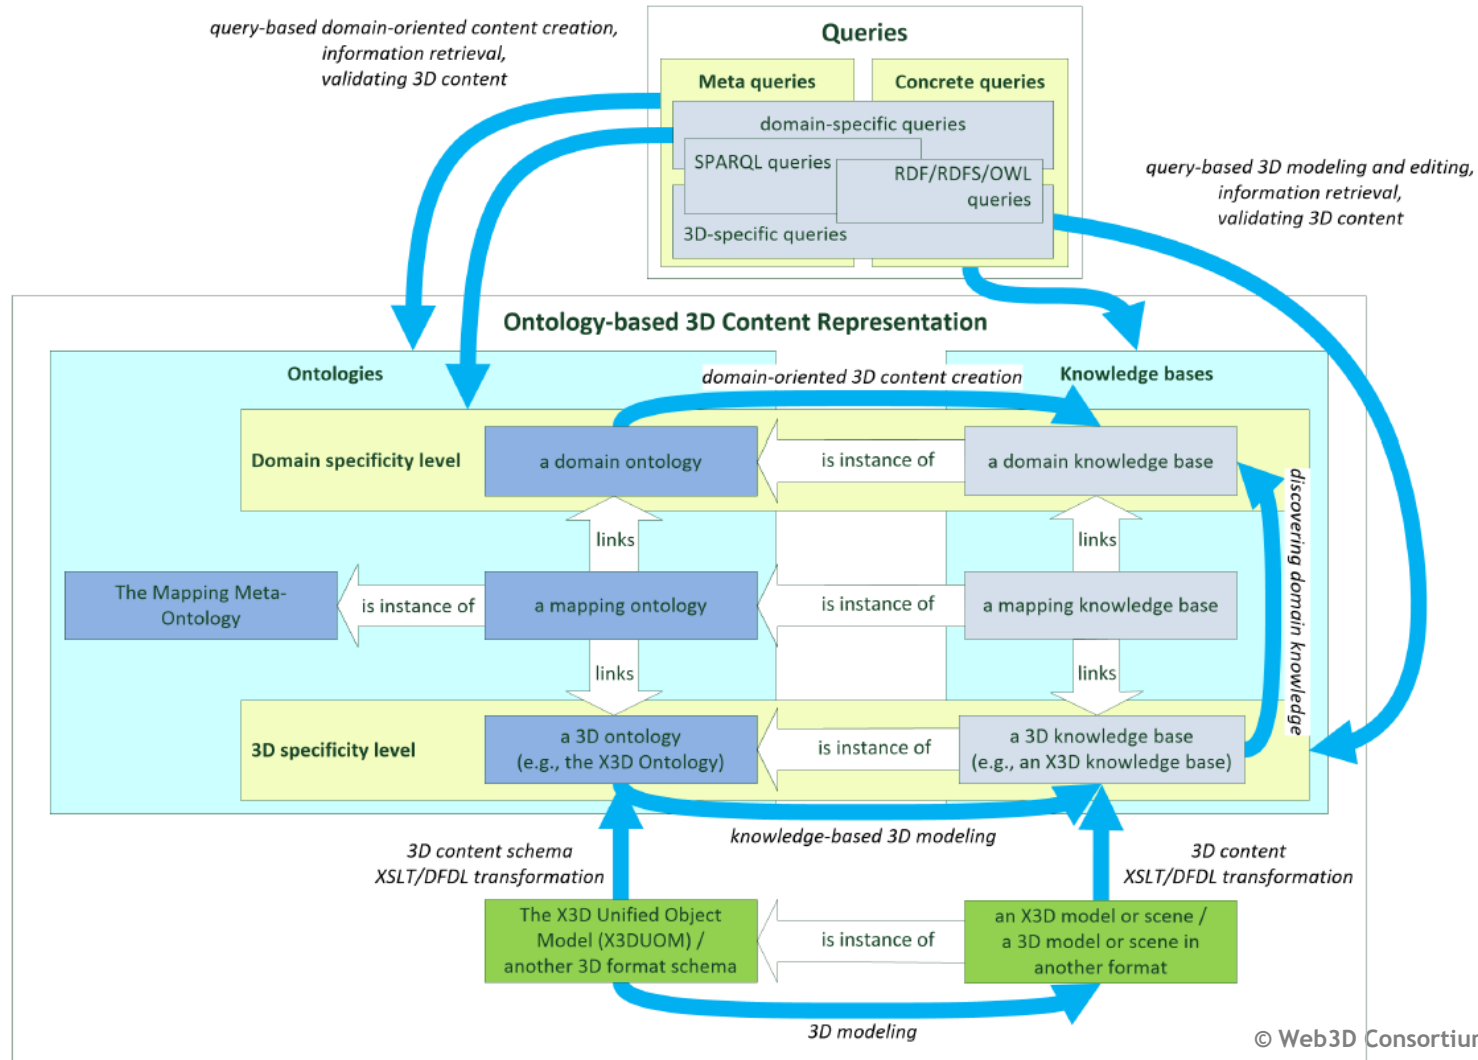 query-based domain-oriented content creation,
information retrieval,
validating 3D content
Queries
Meta queries
Concrete queries
domain-specific queries
SPARQL queries
RDF/RDFS/OWL
queries
3D-specific queries
query-based 3D modeling and editing,
information retrieval,
validating 3D content
Ontology-based 3D Content Representation
Ontologies
Knowledge bases
domain-oriented 3D content creation
Domain specificity level
a domain ontology
is instance of
a domain knowledge base
links
links
discovering domain knowledge
The Mapping Meta-
Ontology
is instance of
a mapping ontology
is instance of
a mapping knowledge base
links
links
3D specificity level
a 3D ontology
(e.g., the X3D Ontology)
is instance of
a 3D knowledge base
(e.g., an X3D knowledge base)
knowledge-based 3D modeling
3D content schema
XSLT/DFDL transformation
3D content
XSLT/DFDL transformation
The X3D Unified Object
Model (X3DUOM) /
another 3D format schema
is instance of
an X3D model or scene /
a 3D model or scene in
another format
3D modeling
© Web3D Consortiu